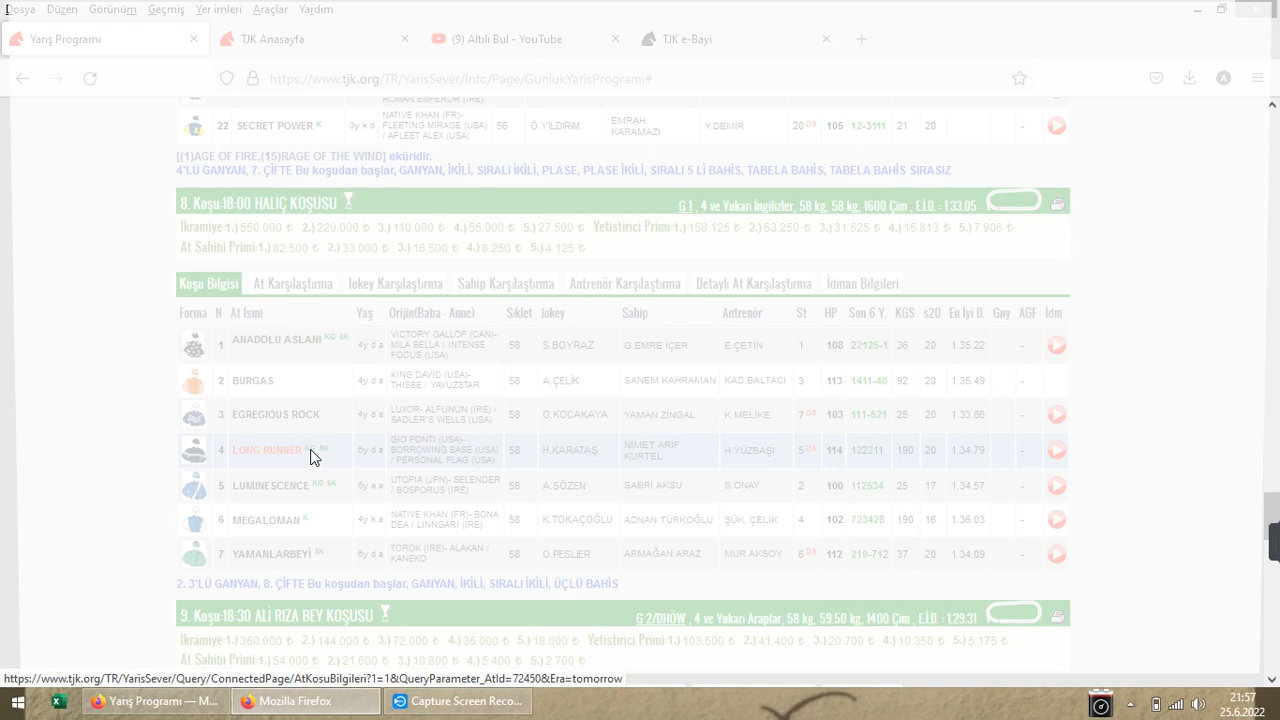 Dosya Düzen Görünüm Geçmiş Yer imleri Araçlar Yardım
Yarış Programı TJK Anasayfa (9) Altılı Bul - YouTube TJK e-Bayi
https://www.tjk.org/TR/YarisSever/Info/Page/GunlukYarisProgrami#
ROMAN EMPEROR (IRE)
22 SECRET POWER K 3y k d NATIVE KHAN (FR)- FLEETING MIRAGE (USA) / AFLEET ALEX (USA) 56 Ö.YILDIRIM EMRAH KARAMAZI Y.DEMİR 20 DS 105 12-3111 21 20 -
[(1)AGE OF FIRE,(15)RAGE OF THE WIND] eküridir.
4'LÜ GANYAN, 7. ÇİFTE Bu koşudan başlar, GANYAN, İKİLİ, SIRALI İKİLİ, PLASE, PLASE İKİLİ, SIRALI 5 Lİ BAHİS, TABELA BAHİS, TABELA BAHİS SIRASIZ
8. Koşu:18:00 HALİÇ KOŞUSU G 1 , 4 ve Yukarı İngilizler, 58 kg, 58 kg, 1600 Çim , E.İ.D. : 1.33.05
İkramiye:1.) 550.000 ₺ 2.) 220.000 ₺ 3.) 110.000 ₺ 4.) 55.000 ₺ 5.) 27.500 ₺ Yetiştirici Primi:1.) 158.125 ₺ 2.) 63.250 ₺ 3.) 31.625 ₺ 4.) 15.813 ₺ 5.) 7.906 ₺
At Sahibi Primi:1.) 82.500 ₺ 2.) 33.000 ₺ 3.) 16.500 ₺ 4.) 8.250 ₺ 5.) 4.125 ₺
Koşu Bilgisi At Karşılaştırma Jokey Karşılaştırma Sahip Karşılaştırma Antrenör Karşılaştırma Detaylı At Karşılaştırma İdman Bilgileri
Forma N At İsmi Yaş Orijin(Baba - Anne) Sıklet Jokey Sahip Antrenör St HP Son 6 Y. KGS s20 En İyi D. Gny AGF İdm
1 ANADOLU ASLANI KG SK 4y d a VICTORY GALLOP (CAN)- MILA BELLA / INTENSE FOCUS (USA) 58 S.BOYRAZ G.EMRE İÇER E.ÇETİN 1 108 22125-1 36 20 1.35.22 -
2 BURGAS 4y d a KING DAVID (USA)- THISBE / YAVUZSTAR 58 A.ÇELİK SANEM KAHRAMAN KAD.BALTACI 3 113 1411-40 92 20 1.35.49 -
3 EGREGIOUS ROCK 4y d a LUXOR- ALFUNUN (IRE) / SADLER'S WELLS (USA) 58 G.KOCAKAYA YAMAN ZİNGAL K.MELİKE 7 DS 103 111-521 25 20 1.33.86 -
4 LONG RUNNER KG SK 6y d a GIO PONTI (USA)- BORROWING BASE (USA) / PERSONAL FLAG (USA) 58 H.KARATAŞ NİMET ARİF KURTEL H.YÜZBAŞI 5 DS 114 122211 190 20 1.34.79 -
5 LUMINESCENCE KG SK 6y a a UTOPIA (JPN)- SELENDER / BOSPORUS (IRE) 58 A.SÖZEN SABRİ AKSU S.ONAY 2 100 112534 25 17 1.34.57 -
6 MEGALOMAN K 4y k a NATIVE KHAN (FR)- BONA DEA / LINNGARI (IRE) 58 K.TOKAÇOĞLU ADNAN TÜRKOĞLU ŞÜK. ÇELİK 4 102 723428 190 16 1.36.03 -
7 YAMANLARBEYİ SK 6y d a TOROK (IRE)- ALAKAN / KANEKO 58 O.PESLIER ARMAĞAN ARAZ MUR.AKSOY 6 DS 112 219-712 37 20 1.34.09 -
2. 3'LÜ GANYAN, 8. ÇİFTE Bu koşudan başlar, GANYAN, İKİLİ, SIRALI İKİLİ, ÜÇLÜ BAHİS
9. Koşu:18:30 ALİ RIZA BEY KOŞUSU G 2/DHÖW , 4 ve Yukarı Araplar, 58 kg, 59.50 kg, 1400 Çim , E.İ.D. : 1.29.31
İkramiye:1.) 360.000 ₺ 2.) 144.000 ₺ 3.) 72.000 ₺ 4.) 36.000 ₺ 5.) 18.000 ₺ Yetiştirici Primi:1.) 103.500 ₺ 2.) 41.400 ₺ 3.) 20.700 ₺ 4.) 10.350 ₺ 5.) 5.175 ₺
At Sahibi Primi:1.) 54.000 ₺ 2.) 21.600 ₺ 3.) 10.800 ₺ 4.) 5.400 ₺ 5.) 2.700 ₺
https://www.tjk.org/TR/YarisSever/Query/ConnectedPage/AtKosuBilgileri?1=1&QueryParameter_AtId=72450&Era=tomorrow
Yarış Programı — M... Mozilla Firefox Capture Screen Reco...
21:57
25.6.2022